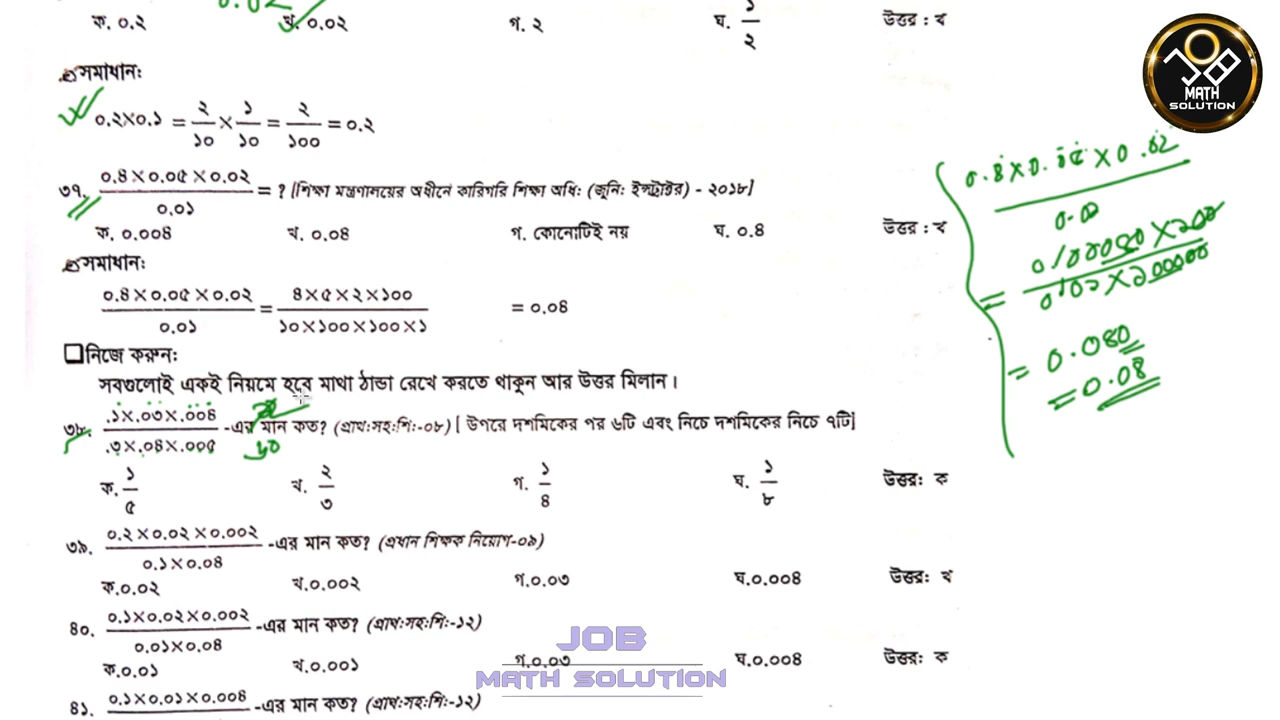 ক. ০.২ খ. ০.০২ গ. ২ ঘ. ১/২ উত্তর : খ
সমাধান:
০.২×০.১ = ২/১০ × ১/১০ = ২/১০০ = ০.২
৩৭. ০.৪×০.০৫×০.০২ / ০.০১ = ? [শিক্ষা মন্ত্রণালয়ের অধীনে কারিগরি শিক্ষা অধি: (জুনি: ইন্সট্রাক্টর) - ২০১৮]
ক. ০.০০৪ খ. ০.০৪ গ. কোনোটিই নয় ঘ. ০.৪ উত্তর : খ
সমাধান:
০.৪×০.০৫×০.০২ / ০.০১ = ৪×৫×২×১০০ / ১০×১০০×১০০×১ = ০.০৪
নিজে করুন:
সবগুলোই একই নিয়মে হবে মাথা ঠান্ডা রেখে করতে থাকুন আর উত্তর মিলান।
৩৮. .১×.০৩×.০০৪ / .৩×.০৪×.০০৫ -এর মান কত? (প্রাথ:সহ:শি:-০৮) [ উপরে দশমিকের পর ৬টি এবং নিচে দশমিকের নিচে ৭টি]
ক. ১/৫ খ. ২/৩ গ. ১/৪ ঘ. ১/৮ উত্তর: ক
৩৯. ০.২×০.০২×০.০০২ / ০.১×০.০৪ -এর মান কত? (প্রধান শিক্ষক নিয়োগ-০৯)
ক.০.০২ খ.০.০০২ গ.০.০৩ ঘ.০.০০৪ উত্তর: খ
৪০. ০.১×০.০২×০.০০২ / ০.০১×০.০৪ -এর মান কত? (প্রাথ:সহ:শি:-১২)
ক.০.০১ খ.০.০০১ গ.০.০৩ ঘ.০.০০৪ উত্তর: ক
৪১. ০.১×০.০১×০.০০৪ -এর মান কত? (প্রাথ:সহ:শি:-১২)
= ০.০৪০
= ০.০৪
JOB
MATH
SOLUTION
JOB
MATH SOLUTION